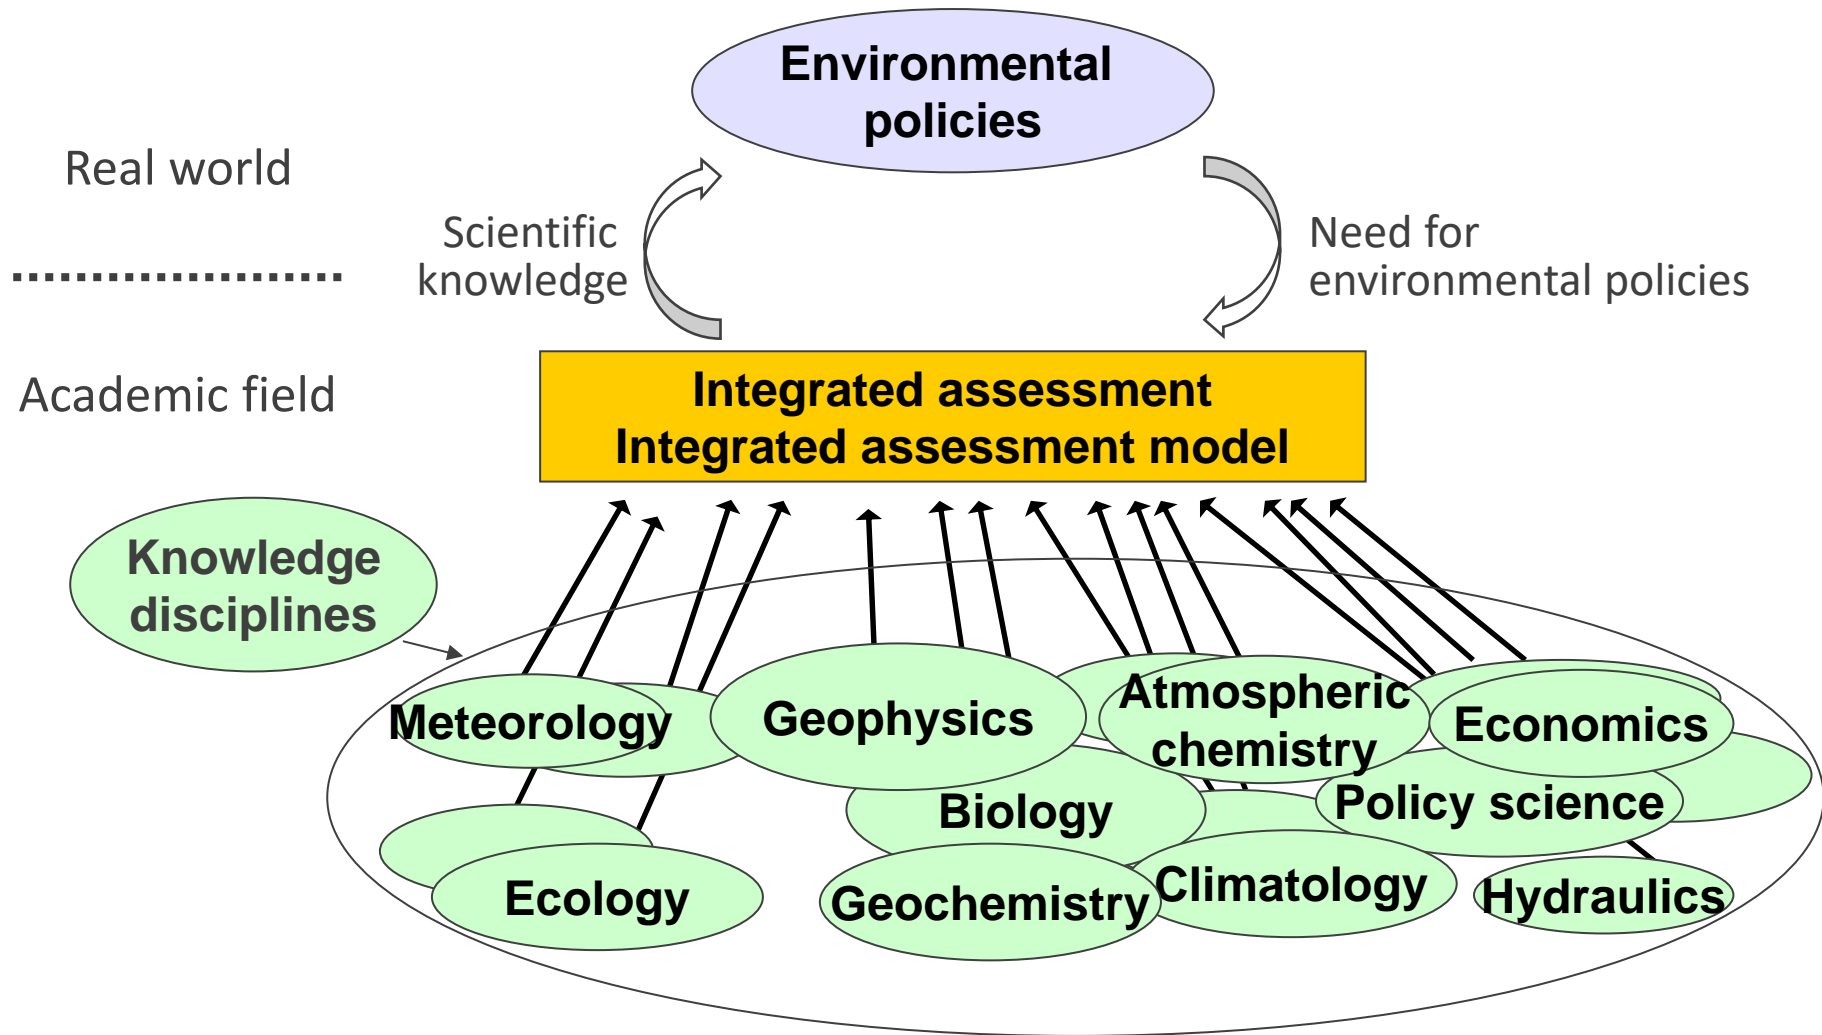 Environmental
policies
Real world
Scientific
knowledge
Need for
environmental policies
Academic field
Integrated assessment
Integrated assessment model
Knowledge
disciplines
Meteorology
Geophysics
Atmospheric
chemistry
Economics
Biology
Policy science
Ecology
Geochemistry
Climatology
Hydraulics